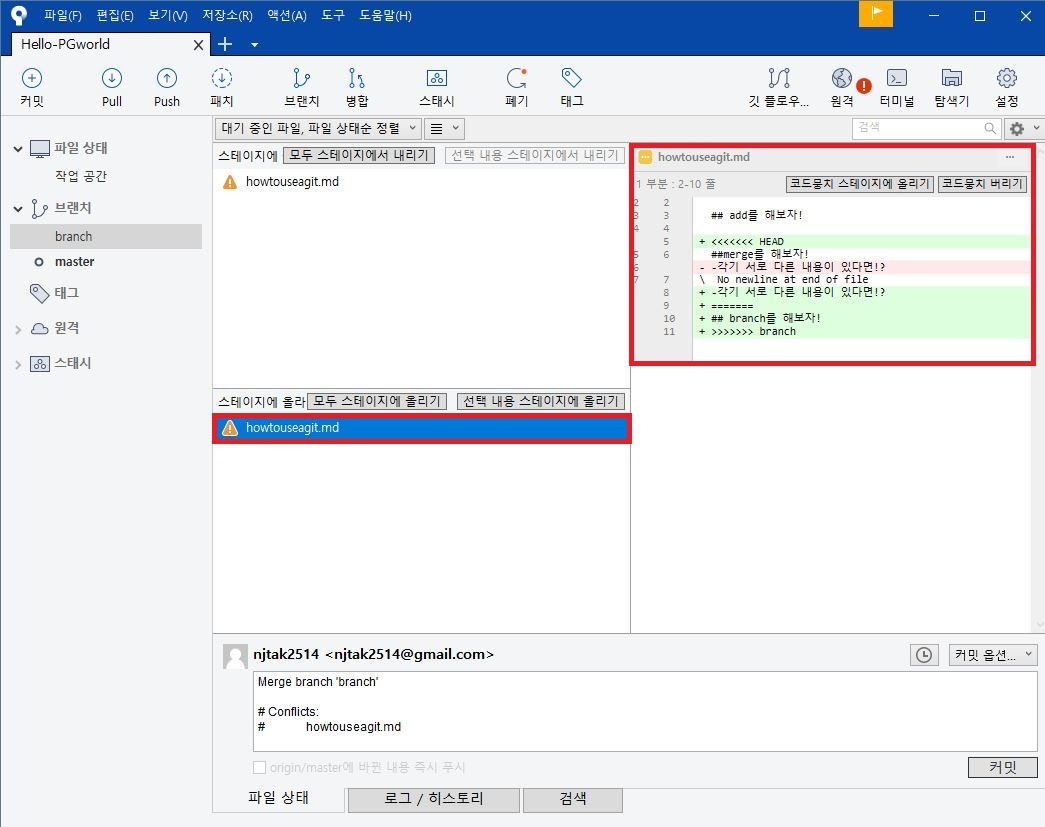 파일(F) 편집(E) 보기(V) 저장소(R) 액션(A) 도구 도움말(H)
Hello-PGworld
커밋 Pull Push 패치 브랜치 병합 스태시 폐기 태그 깃 플로우... 원격 터미널 탐색기 설정
파일 상태
작업 공간
브랜치
branch
master
태그
원격
스태시
대기 중인 파일, 파일 상태순 정렬
검색
스테이지에 모두 스테이지에서 내리기 선택 내용 스테이지에서 내리기
howtouseagit.md
스테이지에 올라 모두 스테이지에 올리기 선택 내용 스테이지에 올리기
howtouseagit.md
howtouseagit.md
1 부분 : 2-10 줄 코드뭉치 스테이지에 올리기 코드뭉치 버리기
2 2
3 3 ## add를 해보자!
4 4
5 + <<<<<<< HEAD
5 6 ##merge를 해보자!
6 - -각기 서로 다른 내용이 있다면!?
7 7 \ No newline at end of file
8 + -각기 서로 다른 내용이 있다면!?
9 + =======
10 + ## branch를 해보자!
11 + >>>>>>> branch
njtak2514 <njtak2514@gmail.com>
커밋 옵션...
Merge branch 'branch'
# Conflicts:
# howtouseagit.md
origin/master에 바뀐 내용 즉시 푸시
커밋
파일 상태 로그 / 히스토리 검색